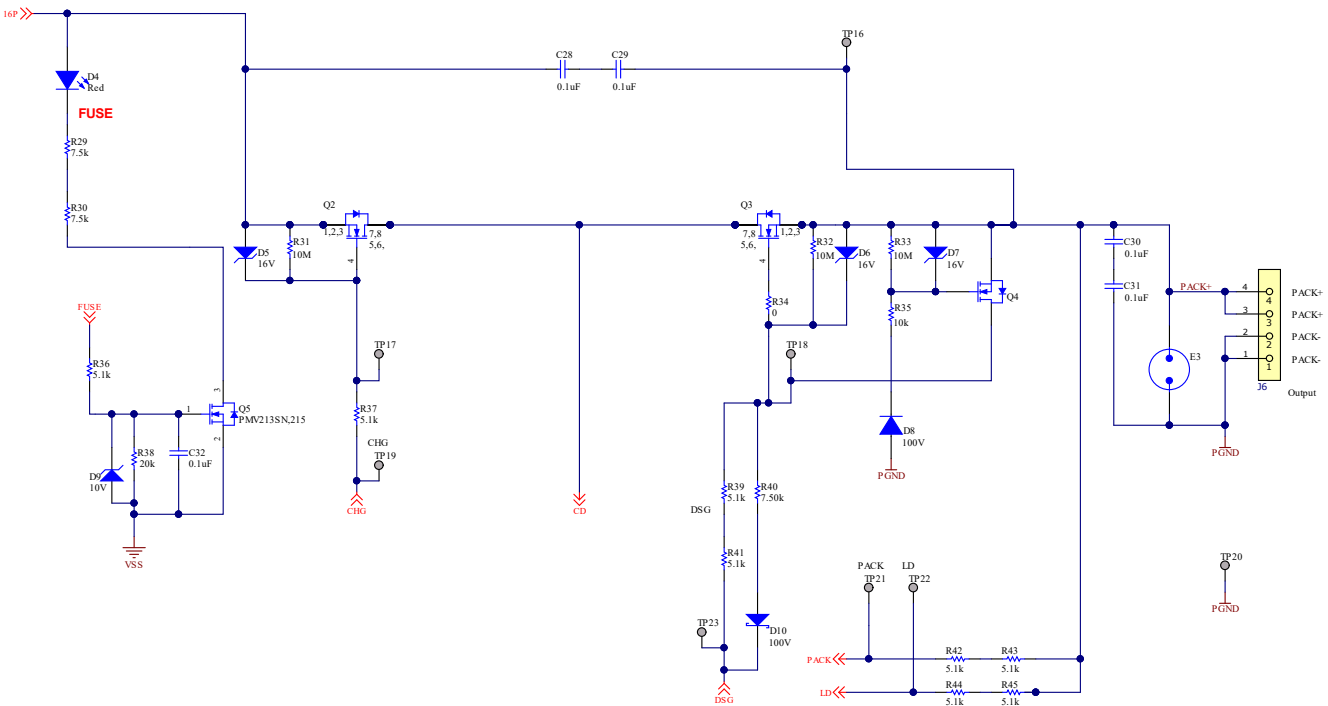 16P
TP16
C28
C29
0.1uF
0.1uF
D4
Red
FUSE
R29
7.5k
R30
7.5k
Q2
1,2,3
7,8
5,6,
4
D5
16V
R31
10M
Q3
7,8
5,6,
1,2,3
4
R32
10M
D6
16V
R33
10M
D7
16V
Q4
R34
0
R35
10k
C30
0.1uF
C31
0.1uF
PACK+
4
4
3
3
2
2
1
1
PACK+
PACK+
PACK-
PACK-
J6
Output
E3
PGND
FUSE
R36
5.1k
TP17
TP18
3
1
2
Q5
PMV213SN,215
R37
5.1k
CHG
TP19
CHG
D8
100V
PGND
D9
10V
R38
20k
C32
0.1uF
VSS
CD
R39
5.1k
R40
7.50k
DSG
R41
5.1k
PACK
TP21
LD
TP22
TP20
PGND
TP23
D10
100V
DSG
PACK
R42
5.1k
R43
5.1k
LD
R44
5.1k
R45
5.1k